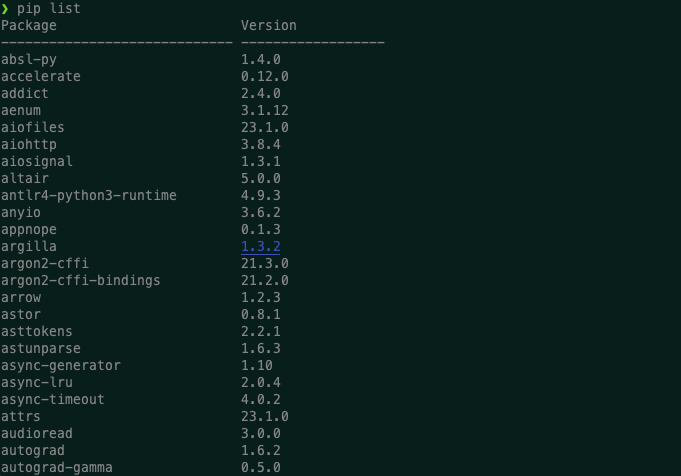 ❯ pip list
Package                       Version
----------------------------- ------------------
absl-py                       1.4.0
accelerate                    0.12.0
addict                        2.4.0
aenum                         3.1.12
aiofiles                      23.1.0
aiohttp                       3.8.4
aiosignal                     1.3.1
altair                        5.0.0
antlr4-python3-runtime        4.9.3
anyio                         3.6.2
appnope                       0.1.3
argilla                       1.3.2
argon2-cffi                   21.3.0
argon2-cffi-bindings          21.2.0
arrow                         1.2.3
astor                         0.8.1
asttokens                     2.2.1
astunparse                    1.6.3
async-generator               1.10
async-lru                     2.0.4
async-timeout                 4.0.2
attrs                         23.1.0
audioread                     3.0.0
autograd                      1.6.2
autograd-gamma                0.5.0